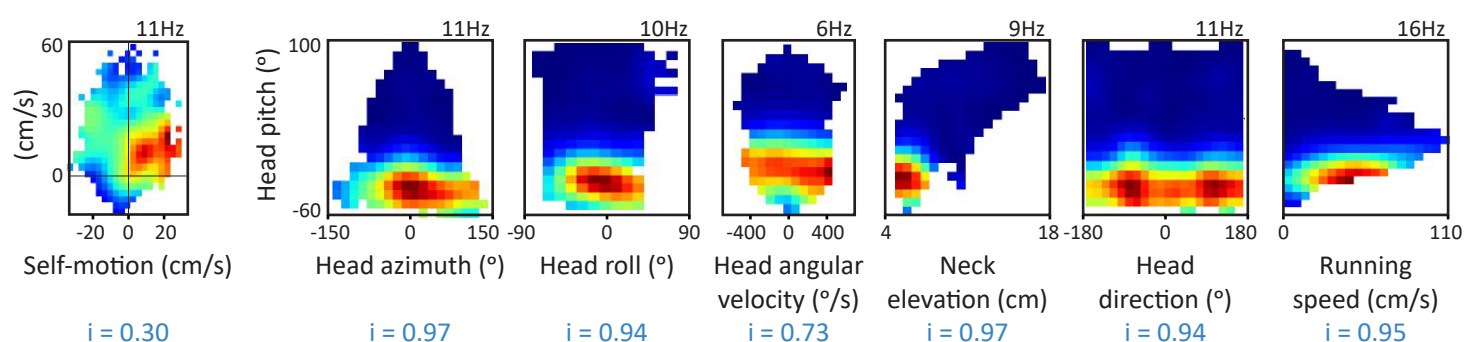 11Hz 11Hz 10Hz 6Hz 9Hz 11Hz 16Hz
60 30 0
(cm/s)
100 -60
Head pitch (º)
-20 0 20 -150 0 150 -90 0 90 -400 0 400 4 18 -180 0 180 0 110
Self-motion (cm/s) Head azimuth (º) Head roll (º) Head angular Neck Head Running
velocity (º/s) elevation (cm) direction (º) speed (cm/s)
i = 0.30 i = 0.97 i = 0.94 i = 0.73 i = 0.97 i = 0.94 i = 0.95